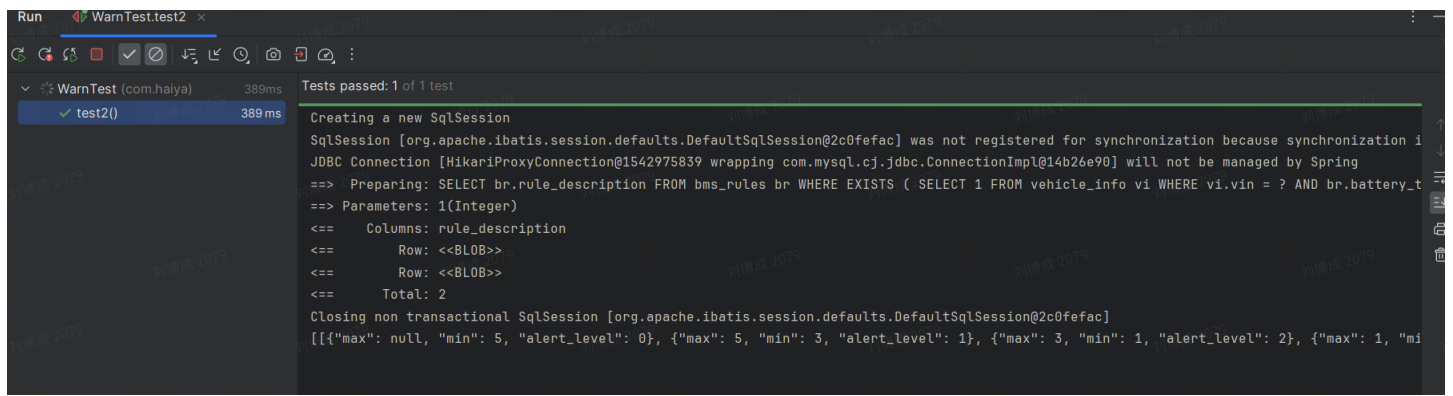 Run WarnTest.test2 ×
Tests passed: 1 of 1 test
WarnTest (com.haiya) 389ms
test2() 389 ms
Creating a new SqlSession
SqlSession [org.apache.ibatis.session.defaults.DefaultSqlSession@2c0fefac] was not registered for synchronization because synchronization i
JDBC Connection [HikariProxyConnection@1542975839 wrapping com.mysql.cj.jdbc.ConnectionImpl@14b26e90] will not be managed by Spring
==>  Preparing: SELECT br.rule_description FROM bms_rules br WHERE EXISTS ( SELECT 1 FROM vehicle_info vi WHERE vi.vin = ? AND br.battery_t
==> Parameters: 1(Integer)
<==    Columns: rule_description
<==        Row: <<BLOB>>
<==        Row: <<BLOB>>
<==      Total: 2
Closing non transactional SqlSession [org.apache.ibatis.session.defaults.DefaultSqlSession@2c0fefac]
[[{"max": null, "min": 5, "alert_level": 0}, {"max": 5, "min": 3, "alert_level": 1}, {"max": 3, "min": 1, "alert_level": 2}, {"max": 1, "mi
刘博成 2079